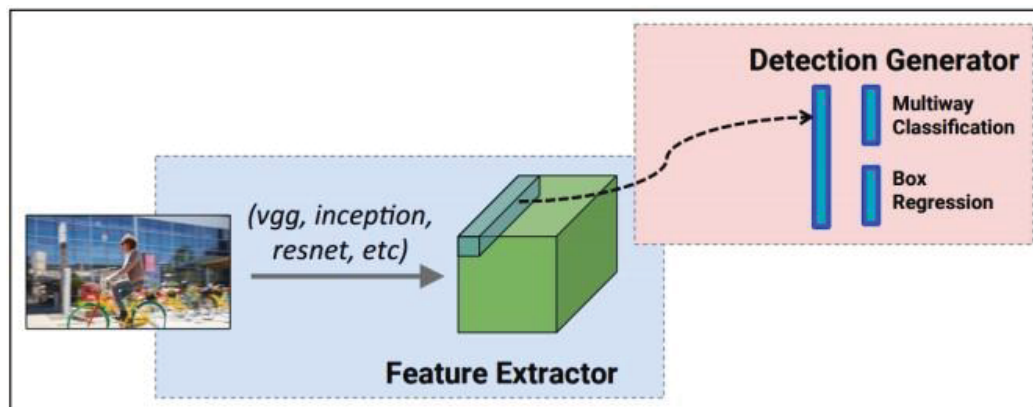 Detection Generator
Multiway
Classification
Box
Regression
(vgg, inception,
resnet, etc)
Feature Extractor